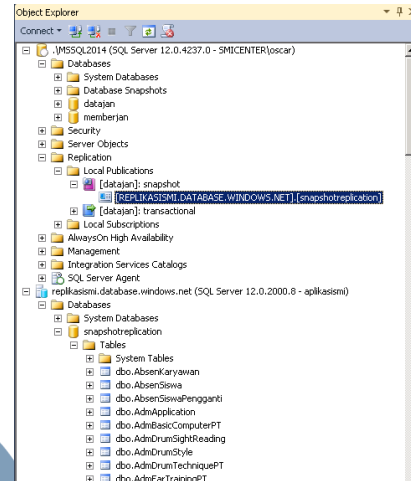 Object Explorer
Connect
.\MSSQL2014 (SQL Server 12.0.4237.0 - SMICENTER\oscar)
Databases
System Databases
Database Snapshots
datajan
memberjan
Security
Server Objects
Replication
Local Publications
[datajan]: snapshot
[REPLIKASISMI.DATABASE.WINDOWS.NET].[snapshotreplication]
[datajan]: transactional
Local Subscriptions
AlwaysOn High Availability
Management
Integration Services Catalogs
SQL Server Agent
replikasismi.database.windows.net (SQL Server 12.0.2000.8 - aplikasismi)
Databases
System Databases
snapshotreplication
Tables
System Tables
dbo.AbsenKaryawan
dbo.AbsenSiswa
dbo.AbsenSiswaPengganti
dbo.AdmApplication
dbo.AdmBasicComputerPT
dbo.AdmDrumSightReading
dbo.AdmDrumStyle
dbo.AdmDrumTechniquePT
dbo.AdmEarTrainingPT